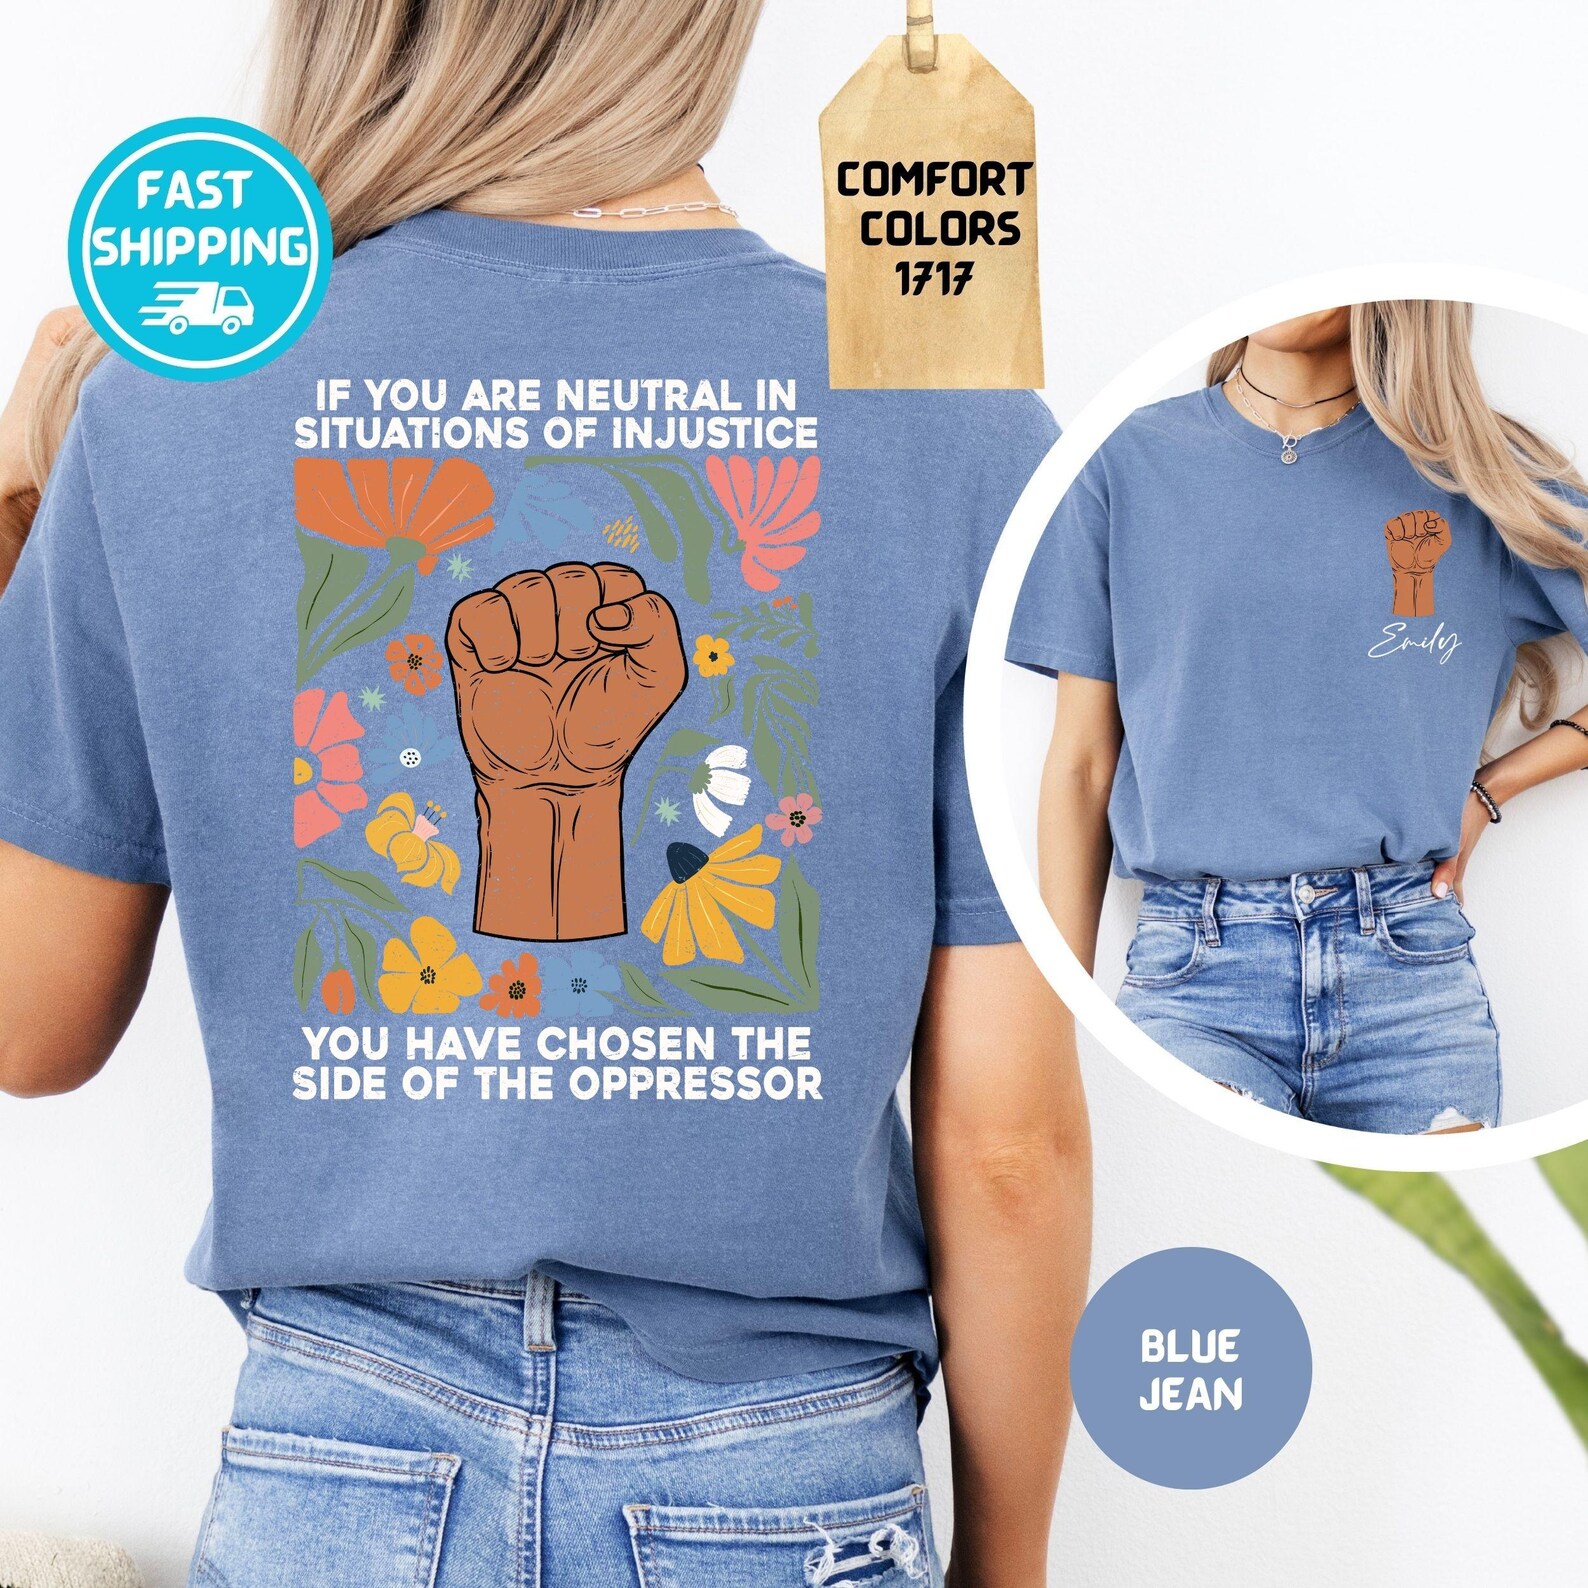 FAST
SHIPPING
COMFORT
COLORS
1717
IF YOU ARE NEUTRAL IN
SITUATIONS OF INJUSTICE
YOU HAVE CHOSEN THE
SIDE OF THE OPPRESSOR
Emily
BLUE
JEAN